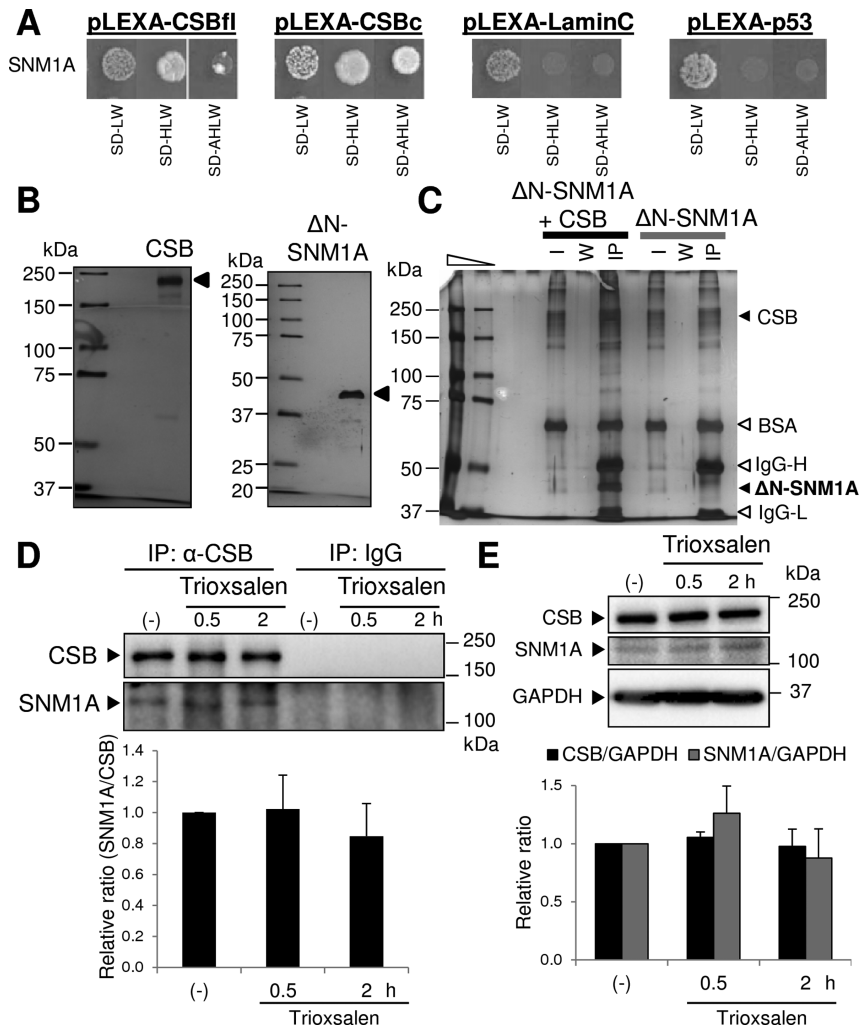 A
pLEXA-CSBfl pLEXA-CSBc pLEXA-LaminC pLEXA-p53
SNM1A
SD-LW SD-HLW SD-AHLW SD-LW SD-HLW SD-AHLW SD-LW SD-HLW SD-AHLW SD-LW SD-HLW SD-AHLW
B
kDa CSB
250
150
100
75
50
37
ΔN-
SNM1A
kDa
250
150
100
75
50
37
25
20
C
ΔN-SNM1A
+ CSB ΔN-SNM1A
I W IP I W IP
kDa
250
150
100
75
50
37
CSB
BSA
IgG-H
ΔN-SNM1A
IgG-L
D
IP: α-CSB IP: IgG
Trioxsalen Trioxsalen
(-) 0.5 2 (-) 0.5 2 h
CSB
250
150
SNM1A
100
kDa
Relative ratio (SNM1A/CSB)
1.4
1.2
1.0
0.8
0.6
0.4
0.2
0.0
(-) 0.5 2 h
Trioxsalen
E
Trioxsalen
(-) 0.5 2 h kDa
CSB
250
SNM1A
100
GAPDH
37
CSB/GAPDH SNM1A/GAPDH
Relative ratio
1.5
1.0
0.5
0.0
(-) 0.5 2 h
Trioxsalen